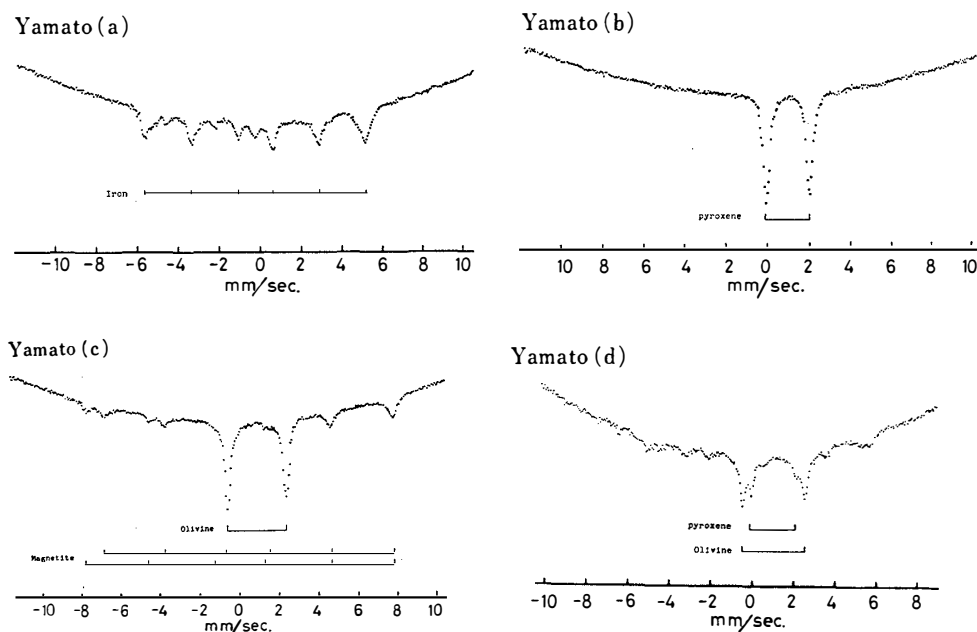 Yamato (a)
Iron
-10 -8 -6 -4 -2 0 2 4 6 8 10
mm/sec.
Yamato (b)
pyroxene
10 8 6 4 2 0 2 4 6 8 10
mm/sec.
Yamato (c)
Olivine
Magnetite
-10 -8 -6 -4 -2 0 2 4 6 8 10
mm/sec.
Yamato (d)
pyroxene
Olivine
-10 -8 -6 -4 -2 0 2 4 6 8
mm/sec.